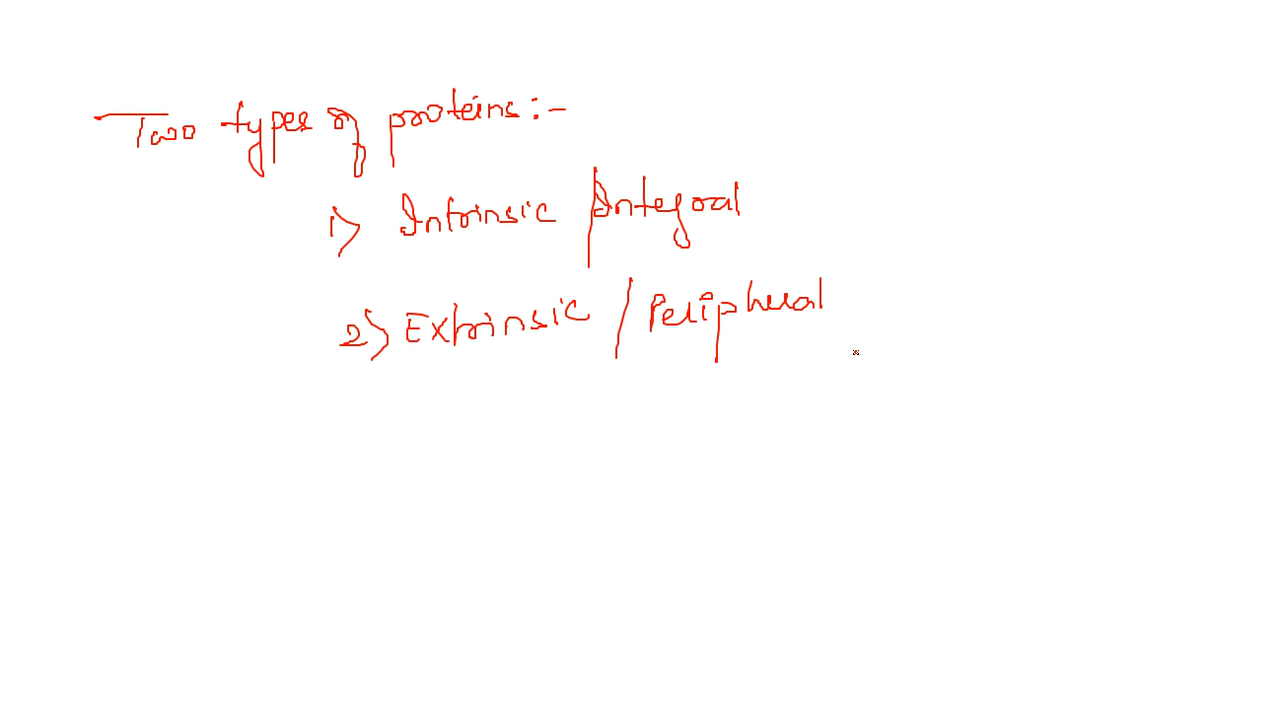 Two types of proteins:-
1) Intrinsic / Integral
2) Extrinsic / Peripheral